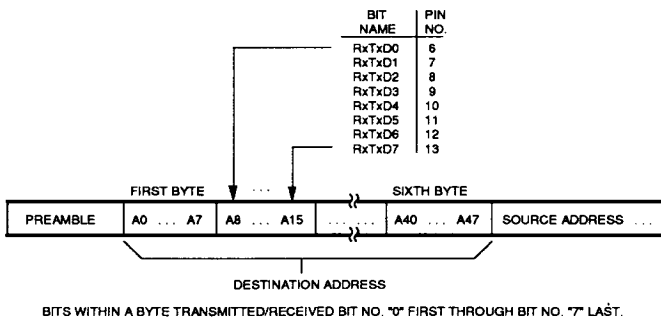 BIT NAME PIN NO.
RxTxD0 6
RxTxD1 7
RxTxD2 8
RxTxD3 9
RxTxD4 10
RxTxD5 11
RxTxD6 12
RxTxD7 13
FIRST BYTE ... SIXTH BYTE
PREAMBLE A0 ... A7 A8 ... A15 ... ... A40 ... A47 SOURCE ADDRESS ...
DESTINATION ADDRESS
BITS WITHIN A BYTE TRANSMITTED/RECEIVED BIT NO. "0" FIRST THROUGH BIT NO. "7" LAST.